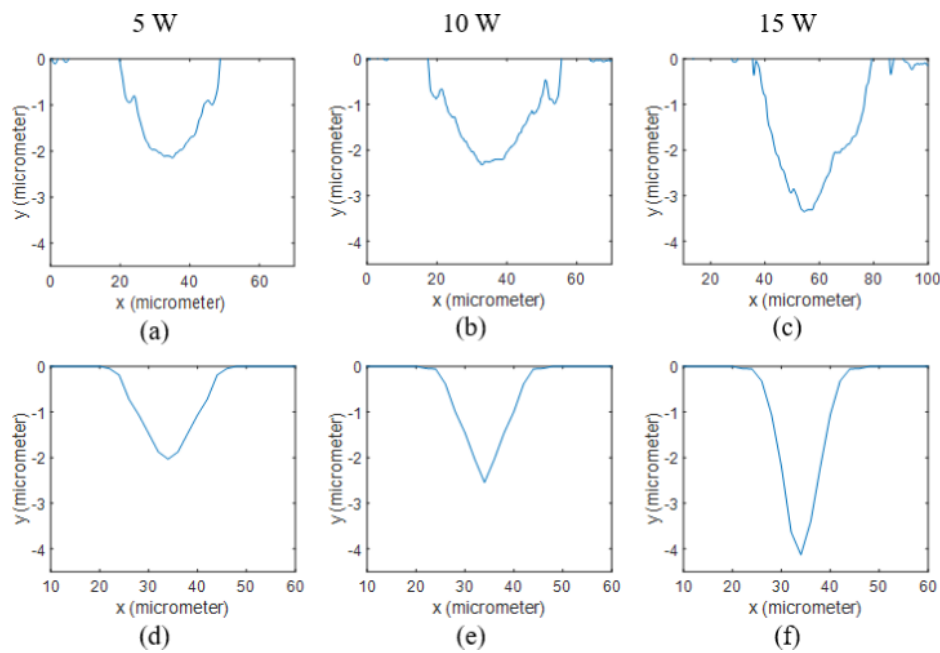 5 W 10 W 15 W
0
-1
-2
-3
-4
y (micrometer)
0 20 40 60
x (micrometer)
(a)
0
-1
-2
-3
-4
y (micrometer)
0 20 40 60
x (micrometer)
(b)
0
-1
-2
-3
-4
y (micrometer)
20 40 60 80 100
x (micrometer)
(c)
0
-1
-2
-3
-4
y (micrometer)
10 20 30 40 50 60
x (micrometer)
(d)
0
-1
-2
-3
-4
y (micrometer)
10 20 30 40 50 60
x (micrometer)
(e)
0
-1
-2
-3
-4
y (micrometer)
10 20 30 40 50 60
x (micrometer)
(f)